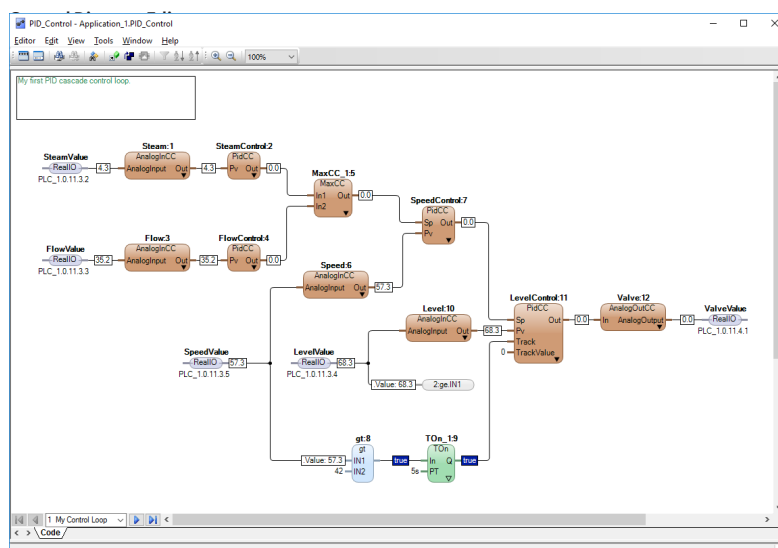 PID_Control - Application_1.PID_Control
Editor Edit View Tools Window Help
100%
My first PID cascade control loop.
SteamValue
RealIO
4.3
PLC_1.0.11.3.2
Steam:1
AnalogInCC
AnalogInput Out
4.3
SteamControl:2
PidCC
Pv Out
0.0
MaxCC_1:5
MaxCC
In1 Out
In2
0.0
SpeedControl:7
PidCC
Sp Out
Pv
0.0
FlowValue
RealIO
35.2
PLC_1.0.11.3.3
Flow:3
AnalogInCC
AnalogInput Out
35.2
FlowControl:4
PidCC
Pv Out
0.0
Speed:6
AnalogInCC
AnalogInput Out
57.3
Level:10
AnalogInCC
AnalogInput Out
68.3
LevelControl:11
PidCC
Sp Out
Pv
Track
0 TrackValue
0.0
Valve:12
AnalogOutCC
In AnalogOutput
0.0
ValveValue
RealIO
PLC_1.0.11.4.1
SpeedValue
RealIO
57.3
PLC_1.0.11.3.5
LevelValue
RealIO
68.3
PLC_1.0.11.3.4
.Value: 68.3
2:ge.IN1
gt:8
gt
.Value: 57.3 IN1
42 IN2
true
TOn_1:9
TOn
In Q
5s PT
true
1 My Control Loop
Code